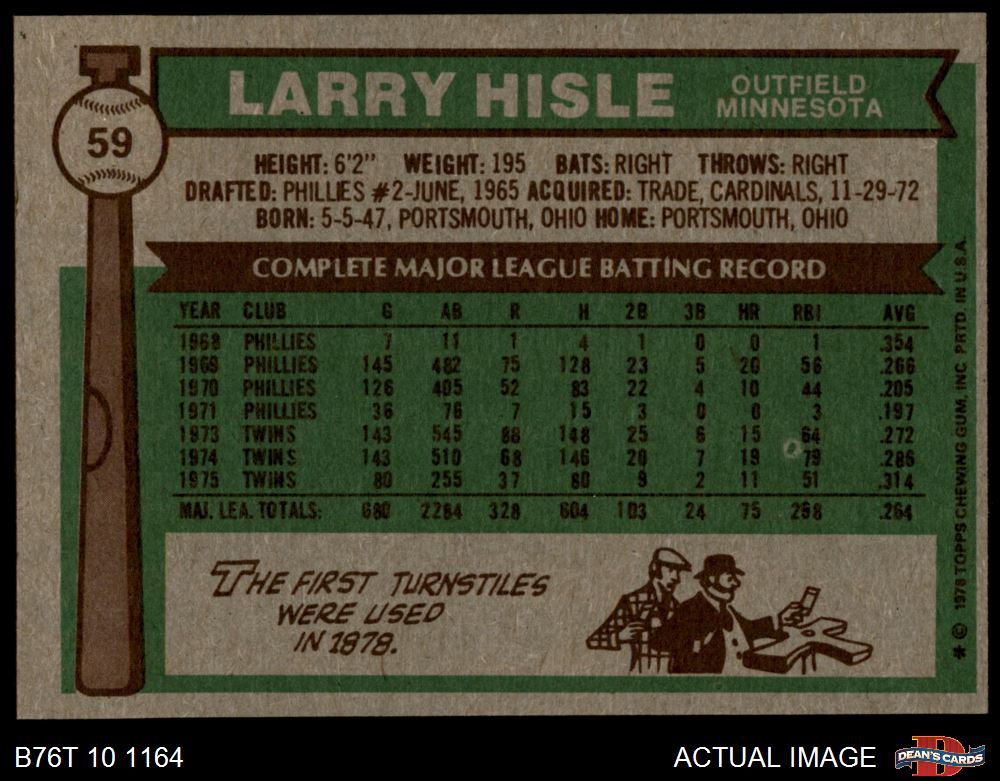 59
LARRY HISLE
OUTFIELD
MINNESOTA
HEIGHT: 6'2" WEIGHT: 195 BATS: RIGHT THROWS: RIGHT
DRAFTED: PHILLIES #2-JUNE, 1965 ACQUIRED: TRADE, CARDINALS, 11-29-72
BORN: 5-5-47, PORTSMOUTH, OHIO HOME: PORTSMOUTH, OHIO
COMPLETE MAJOR LEAGUE BATTING RECORD
YEAR CLUB G AB R H 2B 3B HR RBI AVG
1968 PHILLIES 7 11 1 4 1 0 0 1 .364
1969 PHILLIES 145 482 75 128 23 5 20 56 .266
1970 PHILLIES 126 405 52 83 22 4 10 44 .205
1971 PHILLIES 36 76 7 15 3 0 0 3 .197
1973 TWINS 143 545 88 148 25 6 15 64 .272
1974 TWINS 143 510 68 146 20 7 19 79 .286
1975 TWINS 80 255 37 80 9 2 11 51 .314
MAJ. LEA. TOTALS: 680 2284 328 604 103 24 75 298 .264
THE FIRST TURNSTILES
WERE USED
IN 1878.
* © 1976 TOPPS CHEWING GUM, INC. PRTD. IN U.S.A.
B76T 10 1164
ACTUAL IMAGE
D
DEAN'S CARDS